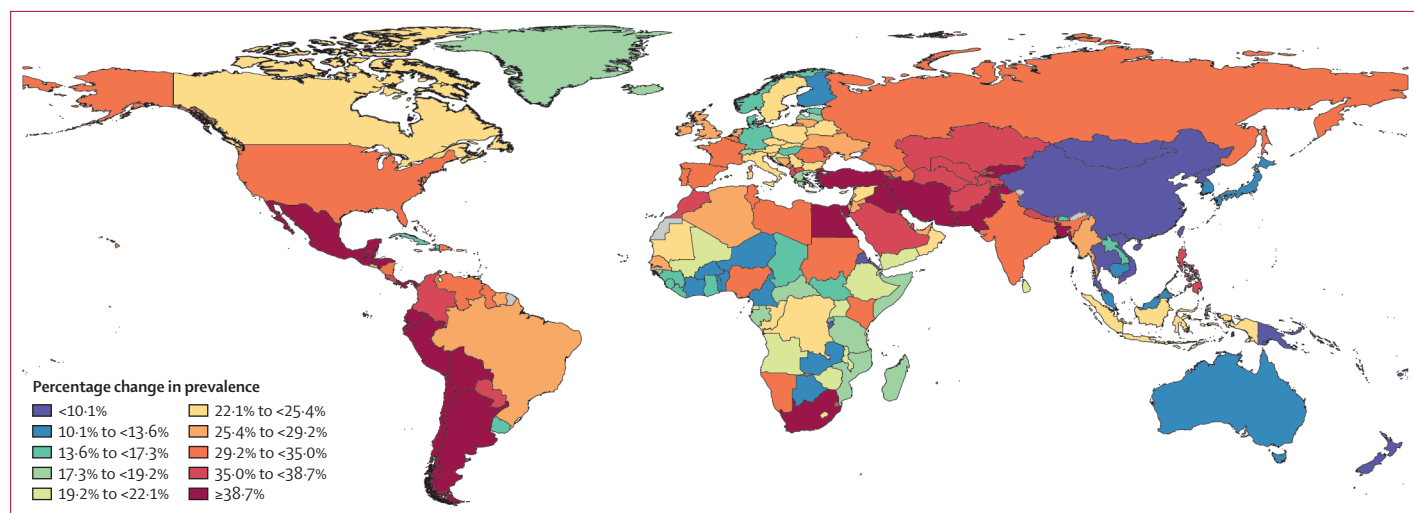 Percentage change in prevalence
<10·1%
10·1% to <13·6%
13·6% to <17·3%
17·3% to <19·2%
19·2% to <22·1%
22·1% to <25·4%
25·4% to <29·2%
29·2% to <35·0%
35·0% to <38·7%
≥38·7%